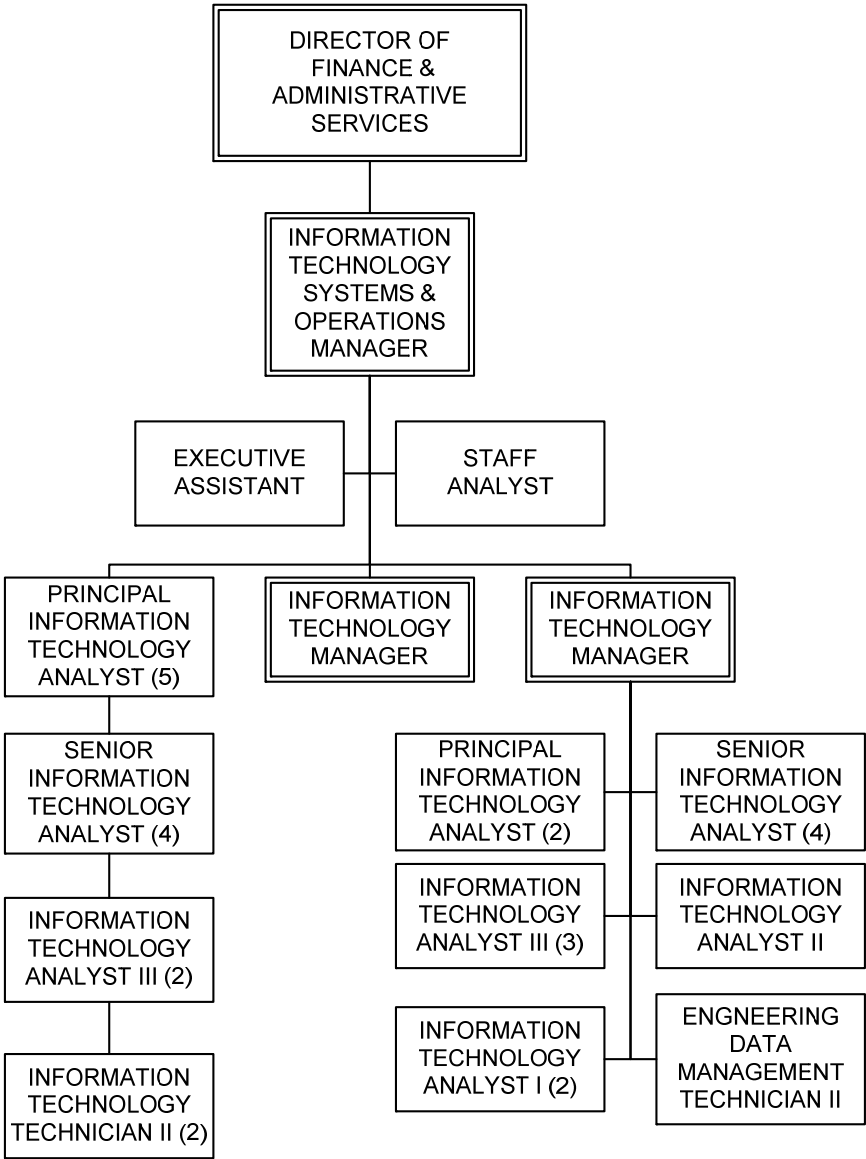 DIRECTOR OF
FINANCE &
ADMINISTRATIVE
SERVICES
INFORMATION
TECHNOLOGY
SYSTEMS &
OPERATIONS
MANAGER
EXECUTIVE
ASSISTANT
STAFF
ANALYST
PRINCIPAL
INFORMATION
TECHNOLOGY
ANALYST (5)
INFORMATION
TECHNOLOGY
MANAGER
INFORMATION
TECHNOLOGY
MANAGER
SENIOR
INFORMATION
TECHNOLOGY
ANALYST (4)
PRINCIPAL
INFORMATION
TECHNOLOGY
ANALYST (2)
SENIOR
INFORMATION
TECHNOLOGY
ANALYST (4)
INFORMATION
TECHNOLOGY
ANALYST III (2)
INFORMATION
TECHNOLOGY
ANALYST III (3)
INFORMATION
TECHNOLOGY
ANALYST II
INFORMATION
TECHNOLOGY
TECHNICIAN II (2)
INFORMATION
TECHNOLOGY
ANALYST I (2)
ENGNEERING
DATA
MANAGEMENT
TECHNICIAN II